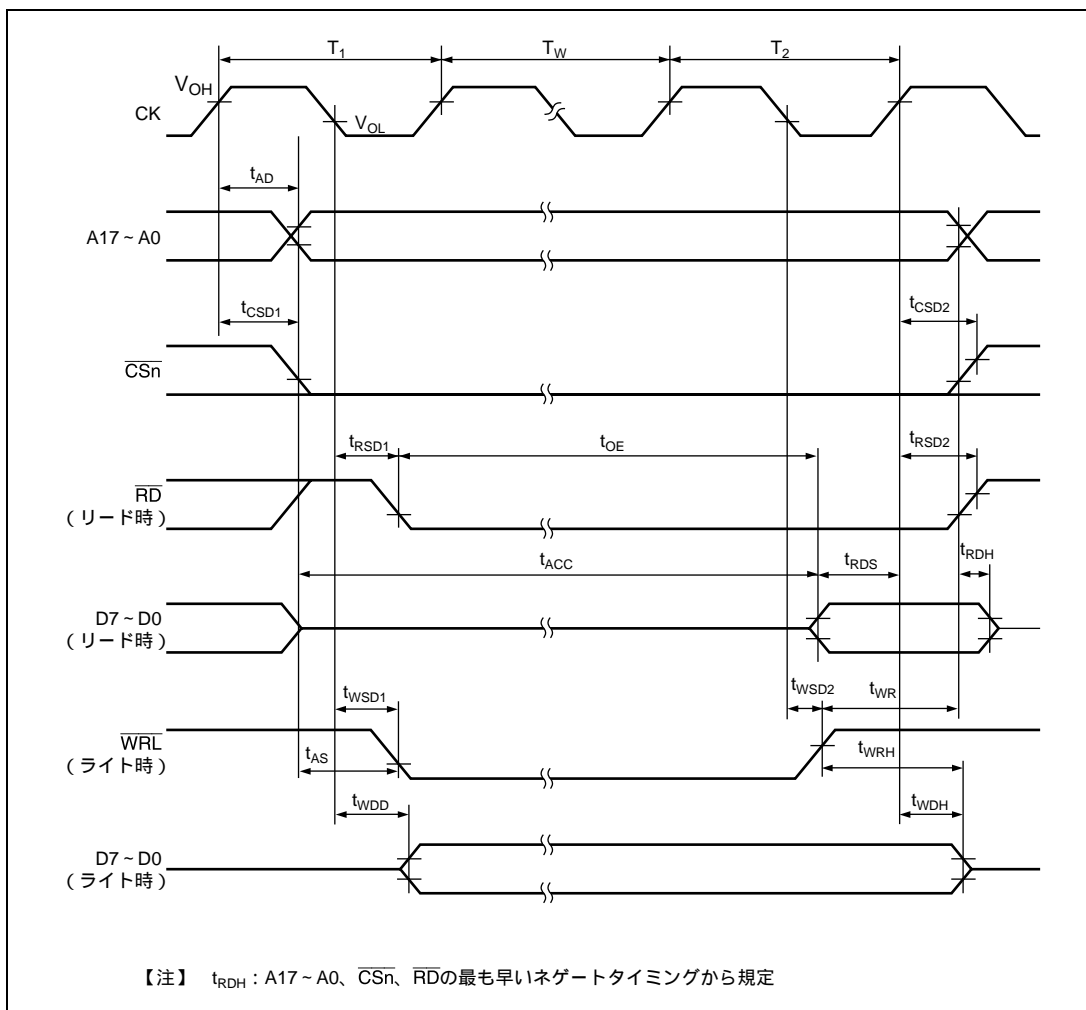 T1 TW T2
VOH
CK
VOL
tAD
A17～A0
tCSD1 tCSD2
CSn
tRSD1 tOE tRSD2
RD
（リード時）
tACC tRDS tRDH
D7～D0
（リード時）
tWSD1 tWSD2 tWR
WRL
（ライト時）
tAS tWRH
tWDD tWDH
D7～D0
（ライト時）
【注】 tRDH：A17～A0、CSn、RDの最も早いネゲートタイミングから規定